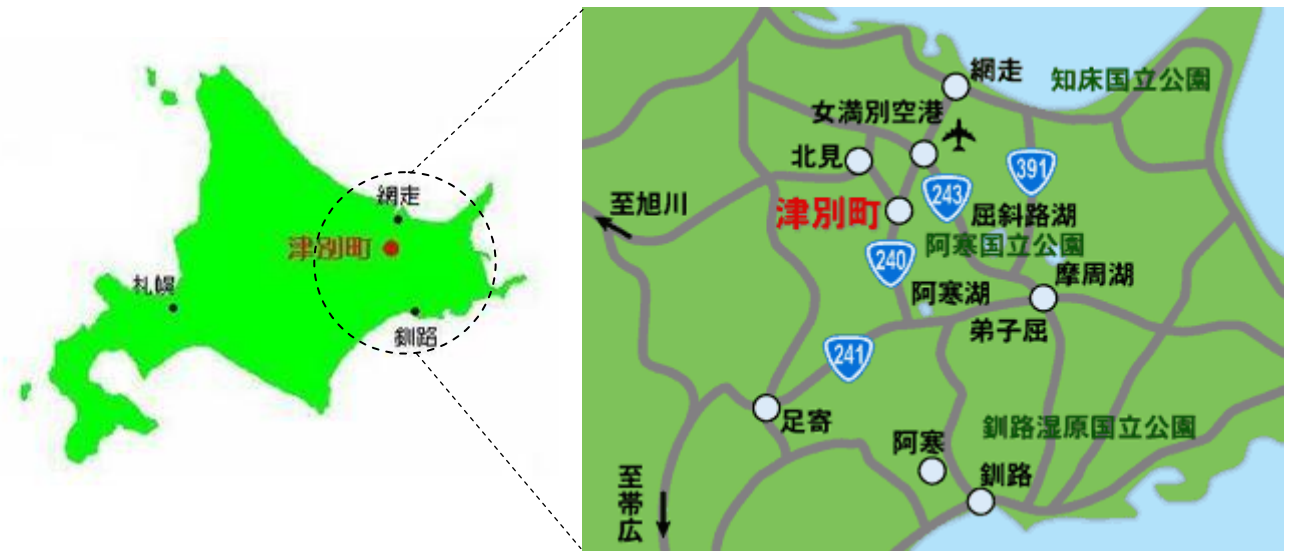 網走
津別町
札幌
釧路
網走
知床国立公園
女満別空港
北見
391
243
至旭川
津別町
屈斜路湖
阿寒国立公園
240
摩周湖
阿寒湖
弟子屈
241
足寄
釧路湿原国立公園
阿寒
釧路
至帯広